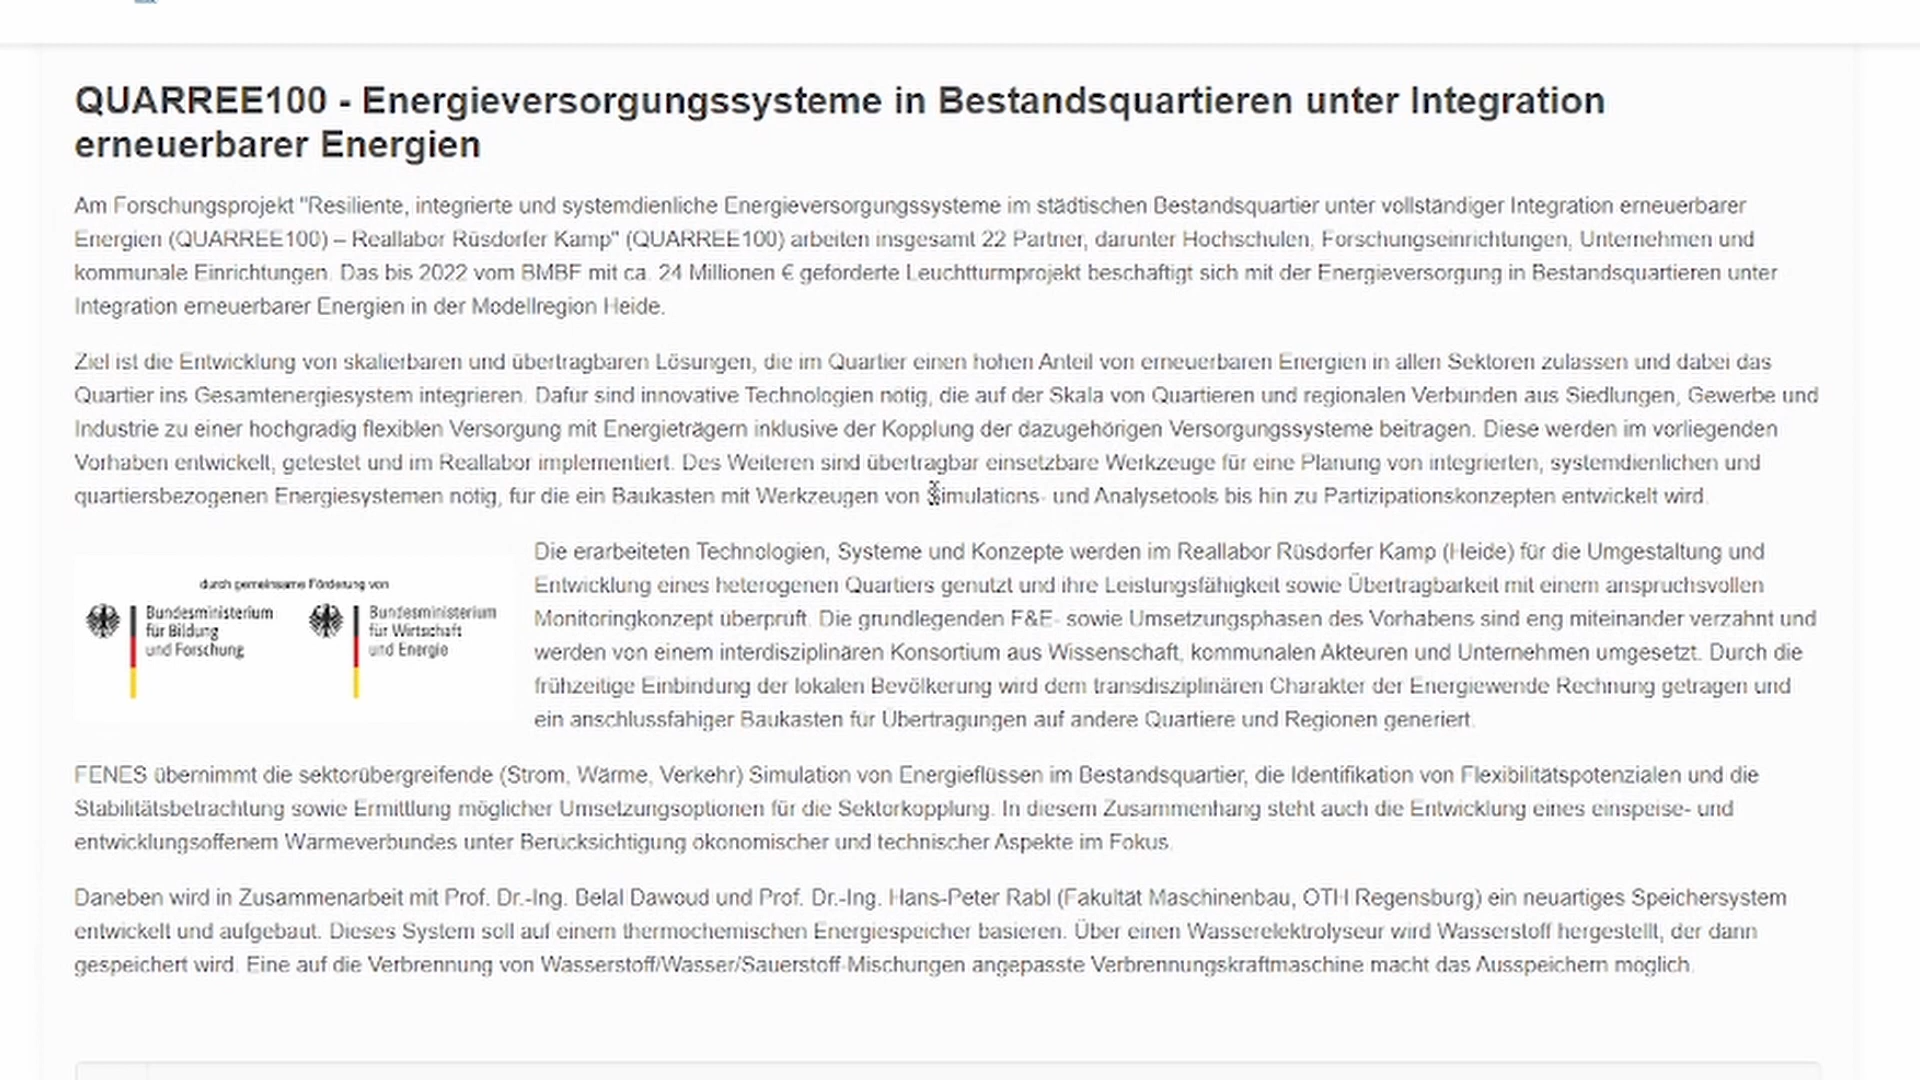 QUARREE100 - Energieversorgungssysteme in Bestandsquartieren unter Integration
erneuerbarer Energien
Am Forschungsprojekt "Resiliente, integrierte und systemdienliche Energieversorgungssysteme im städtischen Bestandsquartier unter vollständiger Integration erneuerbarer
Energien (QUARREE100) – Reallabor Rüsdorfer Kamp" (QUARREE100) arbeiten insgesamt 22 Partner, darunter Hochschulen, Forschungseinrichtungen, Unternehmen und
kommunale Einrichtungen. Das bis 2022 vom BMBF mit ca. 24 Millionen € geförderte Leuchtturmprojekt beschäftigt sich mit der Energieversorgung in Bestandsquartieren unter
Integration erneuerbarer Energien in der Modellregion Heide.
Ziel ist die Entwicklung von skalierbaren und übertragbaren Lösungen, die im Quartier einen hohen Anteil von erneuerbaren Energien in allen Sektoren zulassen und dabei das
Quartier ins Gesamtenergiesystem integrieren. Dafür sind innovative Technologien nötig, die auf der Skala von Quartieren und regionalen Verbünden aus Siedlungen, Gewerbe und
Industrie zu einer hochgradig flexiblen Versorgung mit Energieträgern inklusive der Kopplung der dazugehörigen Versorgungssysteme beitragen. Diese werden im vorliegenden
Vorhaben entwickelt, getestet und im Reallabor implementiert. Des Weiteren sind übertragbar einsetzbare Werkzeuge für eine Planung von integrierten, systemdienlichen und
quartiersbezogenen Energiesystemen nötig, für die ein Baukasten mit Werkzeugen von Simulations- und Analysetools bis hin zu Partizipationskonzepten entwickelt wird.
durch gemeinsame Förderung von
Bundesministerium
für Bildung
und Forschung
Bundesministerium
für Wirtschaft
und Energie
Die erarbeiteten Technologien, Systeme und Konzepte werden im Reallabor Rüsdorfer Kamp (Heide) für die Umgestaltung und
Entwicklung eines heterogenen Quartiers genutzt und ihre Leistungsfähigkeit sowie Übertragbarkeit mit einem anspruchsvollen
Monitoringkonzept überprüft. Die grundlegenden F&E- sowie Umsetzungsphasen des Vorhabens sind eng miteinander verzahnt und
werden von einem interdisziplinären Konsortium aus Wissenschaft, kommunalen Akteuren und Unternehmen umgesetzt. Durch die
frühzeitige Einbindung der lokalen Bevölkerung wird dem transdisziplinären Charakter der Energiewende Rechnung getragen und
ein anschlussfähiger Baukasten für Übertragungen auf andere Quartiere und Regionen generiert.
FENES übernimmt die sektorübergreifende (Strom, Wärme, Verkehr) Simulation von Energieflüssen im Bestandsquartier, die Identifikation von Flexibilitätspotenzialen und die
Stabilitätsbetrachtung sowie Ermittlung möglicher Umsetzungsoptionen für die Sektorkopplung. In diesem Zusammenhang steht auch die Entwicklung eines einspeise- und
entwicklungsoffenem Wärmeverbundes unter Berücksichtigung ökonomischer und technischer Aspekte im Fokus.
Daneben wird in Zusammenarbeit mit Prof. Dr.-Ing. Belal Dawoud und Prof. Dr.-Ing. Hans-Peter Rabl (Fakultät Maschinenbau, OTH Regensburg) ein neuartiges Speichersystem
entwickelt und aufgebaut. Dieses System soll auf einem thermochemischen Energiespeicher basieren. Über einen Wasserelektrolyseur wird Wasserstoff hergestellt, der dann
gespeichert wird. Eine auf die Verbrennung von Wasserstoff/Wasser/Sauerstoff-Mischungen angepasste Verbrennungskraftmaschine macht das Ausspeichern möglich.